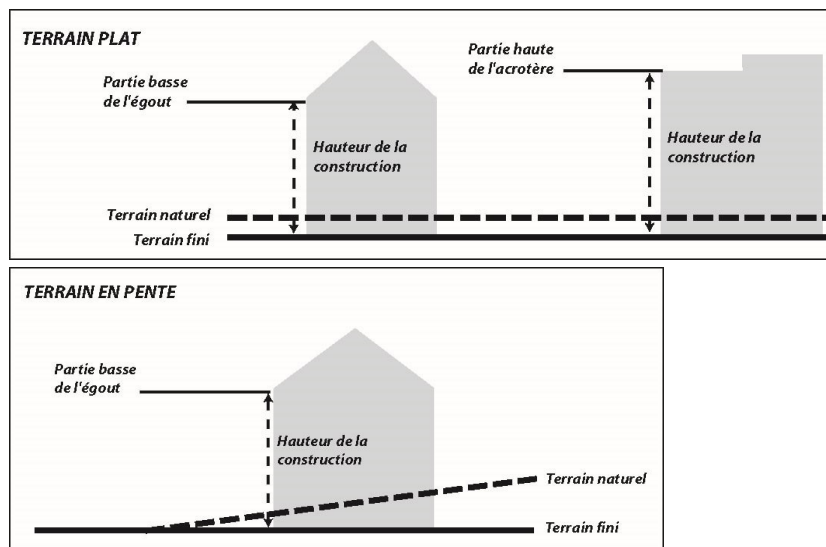 TERRAIN PLAT
Partie basse
de l'égout
Partie haute
de l'acrotère
Hauteur de la
construction
Hauteur de la
construction
Terrain naturel
Terrain fini
TERRAIN EN PENTE
Partie basse
de l'égout
Hauteur de la
construction
Terrain naturel
Terrain fini